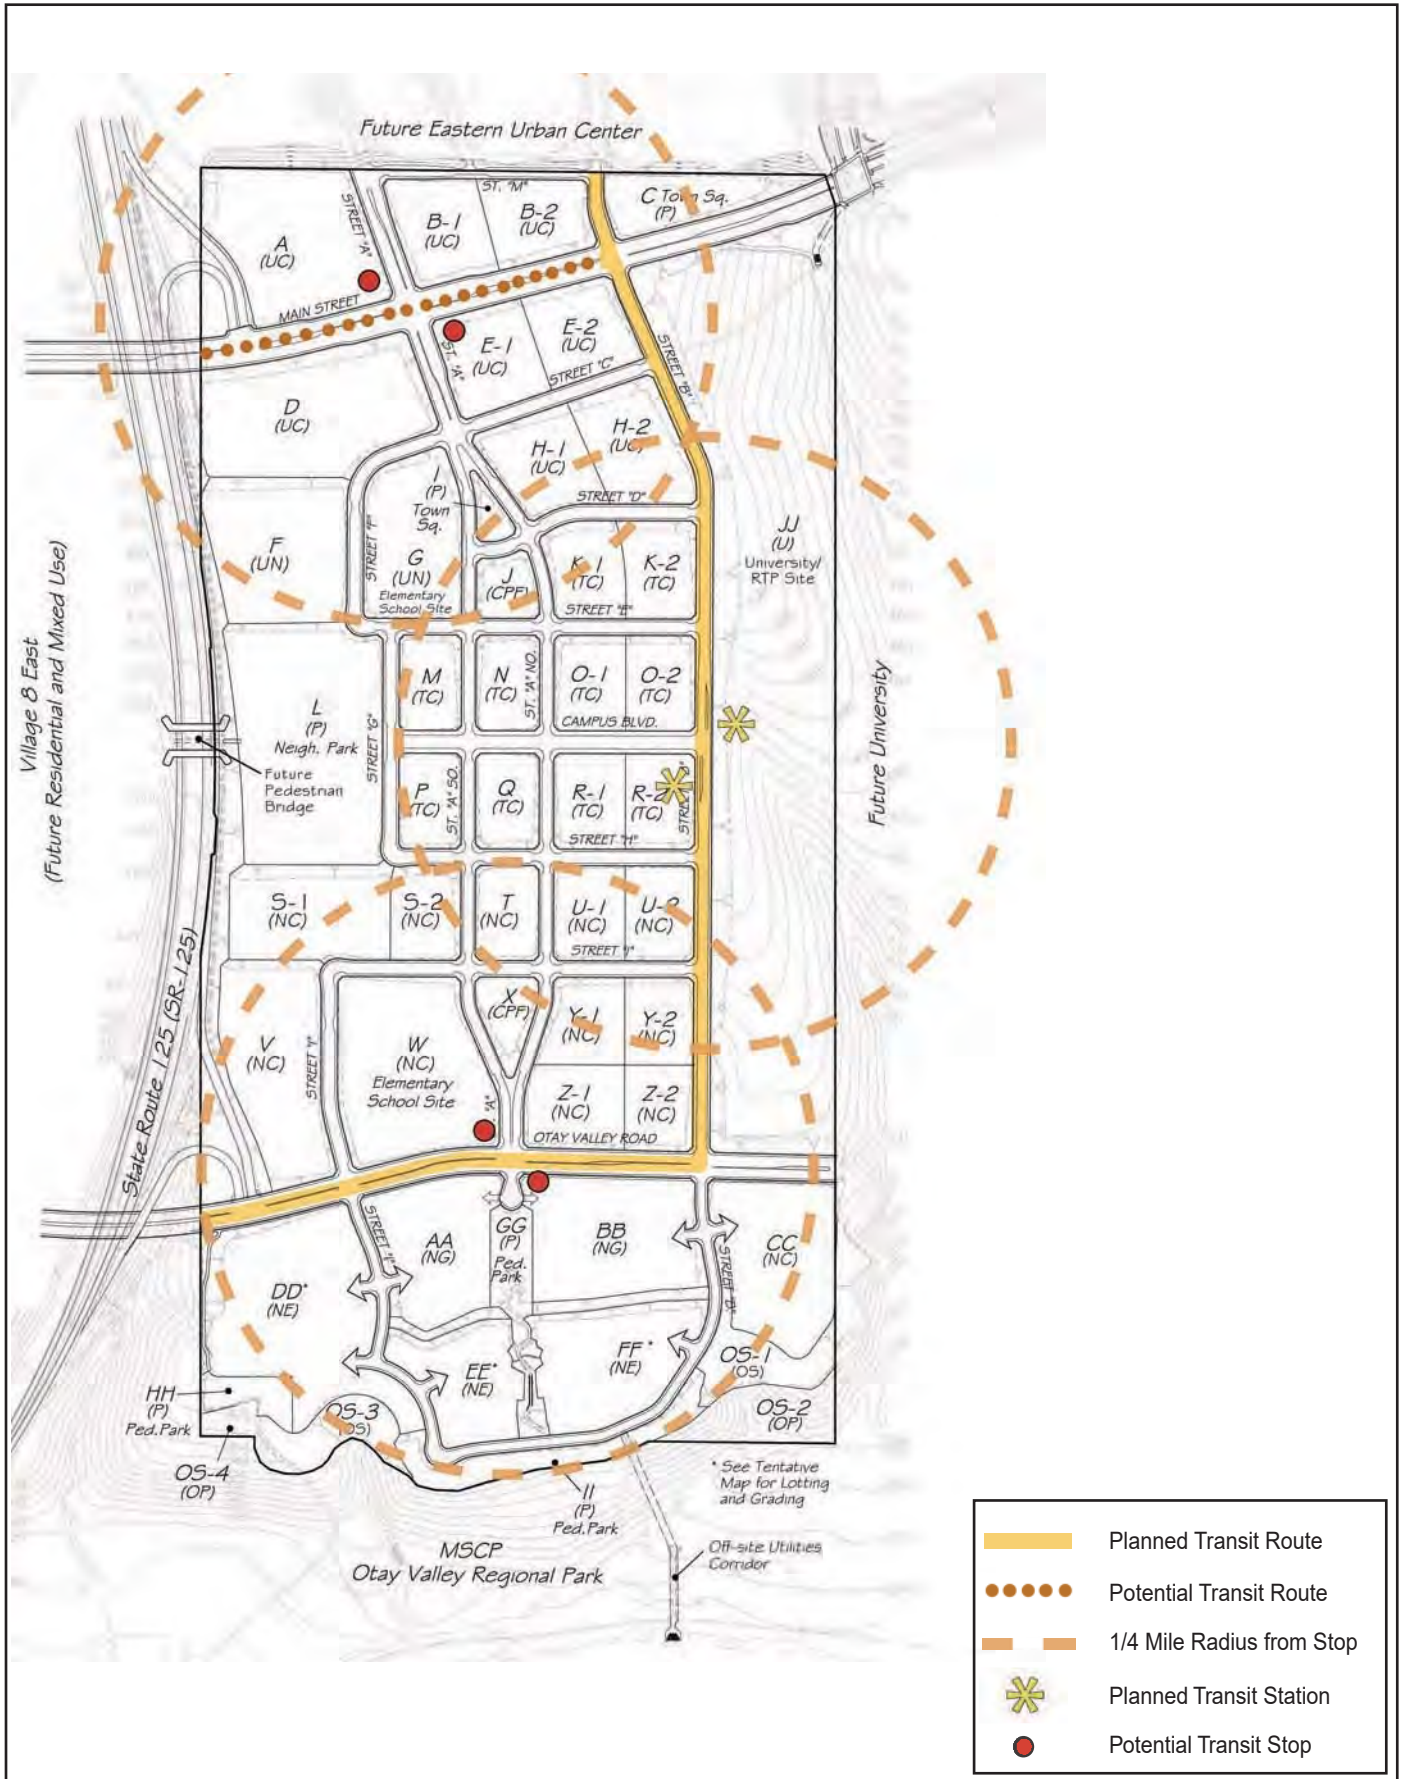 Future Eastern Urban Center
ST. "M"
STREET "A"
A
(UC)
B-1
(UC)
B-2
(UC)
C Town Sq.
(P)
MAIN STREET
ST. "A"
E-1
(UC)
E-2
(UC)
STREET "C"
STREET "B"
D
(UC)
H-1
(UC)
H-2
(UC)
STREET "D"
I
(P)
Town
Sq.
F
(UN)
STREET "F"
G
(UN)
Elementary
School Site
J
(CPF)
K-1
(TC)
K-2
(TC)
STREET "E"
JJ
(U)
University/
RTP Site
Village 8 East
(Future Residential and Mixed Use)
Future University
L
(P)
Neigh. Park
STREET "G"
M
(TC)
N
(TC)
ST. "A" NO.
O-1
(TC)
O-2
(TC)
CAMPUS BLVD.
Future
Pedestrian
Bridge
P
(TC)
ST. "A" SO.
Q
(TC)
R-1
(TC)
R-2
(TC)
STREET "H"
S-1
(NC)
S-2
(NC)
T
(NC)
U-1
(NC)
U-2
(NC)
State Route 125 (SR-125)
V
(NC)
W
(NC)
Elementary
School Site
X
(CPF)
Y-1
(NC)
Y-2
(NC)
Z-1
(NC)
Z-2
(NC)
OTAY VALLEY ROAD
AA
(NG)
GG
(P)
Ped.
Park
BB
(NG)
STREET "B"
CC
(NC)
DD*
(NE)
EE*
(NE)
FF*
(NE)
OS-1
(OS)
OS-2
(OP)
HH
(P)
Ped.Park
OS-3
(OS)
OS-4
(OP)
II
(P)
Ped.Park
* See Tentative
Map for Lotting
and Grading
Off-site Utilities
Corridor
MSCP
Otay Valley Regional Park
Planned Transit Route
Potential Transit Route
1/4 Mile Radius from Stop
Planned Transit Station
Potential Transit Stop